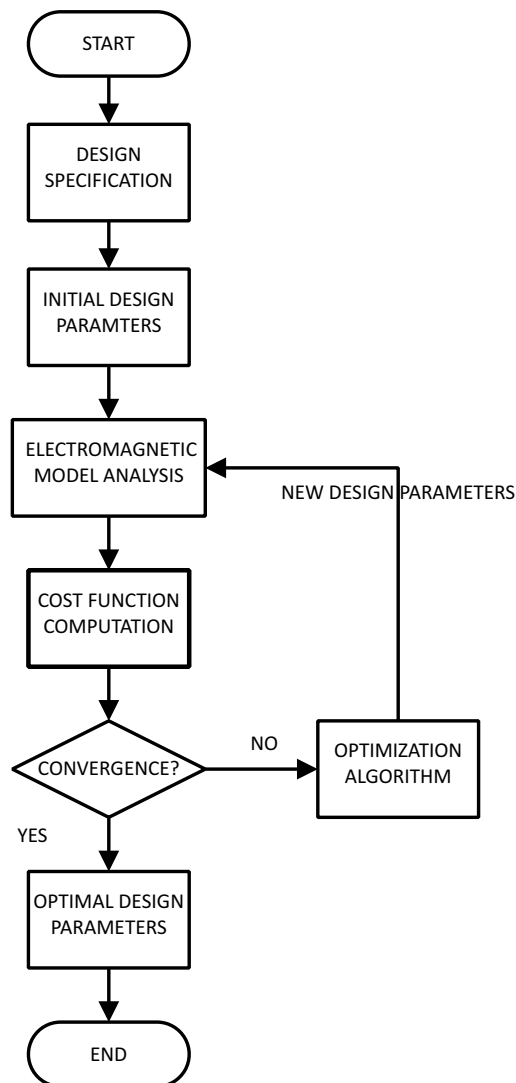 START
DESIGN
SPECIFICATION
INITIAL DESIGN
PARAMTERS
ELECTROMAGNETIC
MODEL ANALYSIS
NEW DESIGN PARAMETERS
COST FUNCTION
COMPUTATION
CONVERGENCE?
NO
OPTIMIZATION
ALGORITHM
YES
OPTIMAL DESIGN
PARAMETERS
END